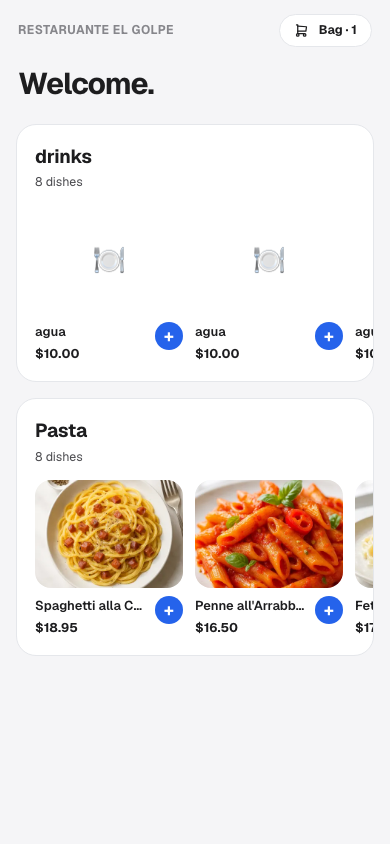 RESTARUANTE EL GOLPE
Bag · 1
Welcome.
drinks
8 dishes
agua
$10.00
agua
$10.00
Pasta
8 dishes
Spaghetti alla C...
$18.95
Penne all'Arrabb...
$16.50